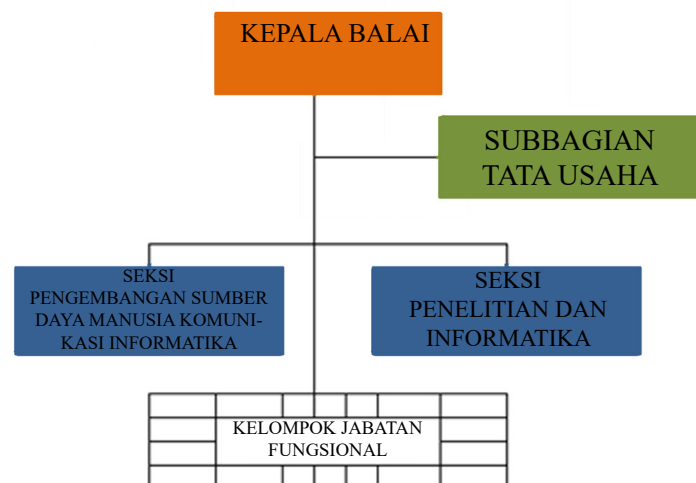 KEPALA BALAI
SUBBAGIAN
TATA USAHA
SEKSI
PENGEMBANGAN SUMBER
DAYA MANUSIA KOMUNI-
KASI INFORMATIKA
SEKSI
PENELITIAN DAN
INFORMATIKA
KELOMPOK JABATAN
FUNGSIONAL